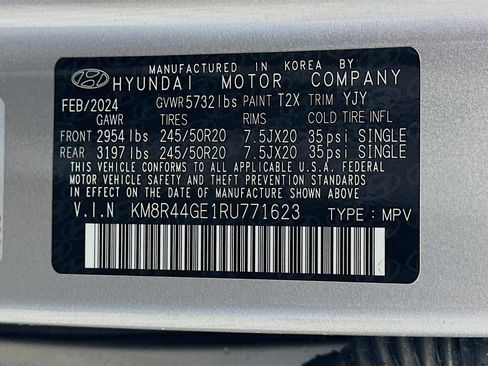 MANUFACTURED IN KOREA BY
HYUNDAI MOTOR COMPANY
FEB/2024 GVWR5732lbs PAINT T2X TRIM YJY
GAWR TIRES RIMS COLD TIRE INFL
FRONT 2954lbs 245/50R20 7.5JX20 35psi SINGLE
REAR 3197lbs 245/50R20 7.5JX20 35psi SINGLE
THIS VEHICLE CONFORMS TO ALL APPLICABLE U.S.A. FEDERAL
MOTOR VEHICLE SAFETY AND THEFT PREVENTION STANDARDS
IN EFFECT ON THE DATE OF MANUFACTURE SHOWN ABOVE.
V.I.N KM8R44GE1RU771623 TYPE : MPV